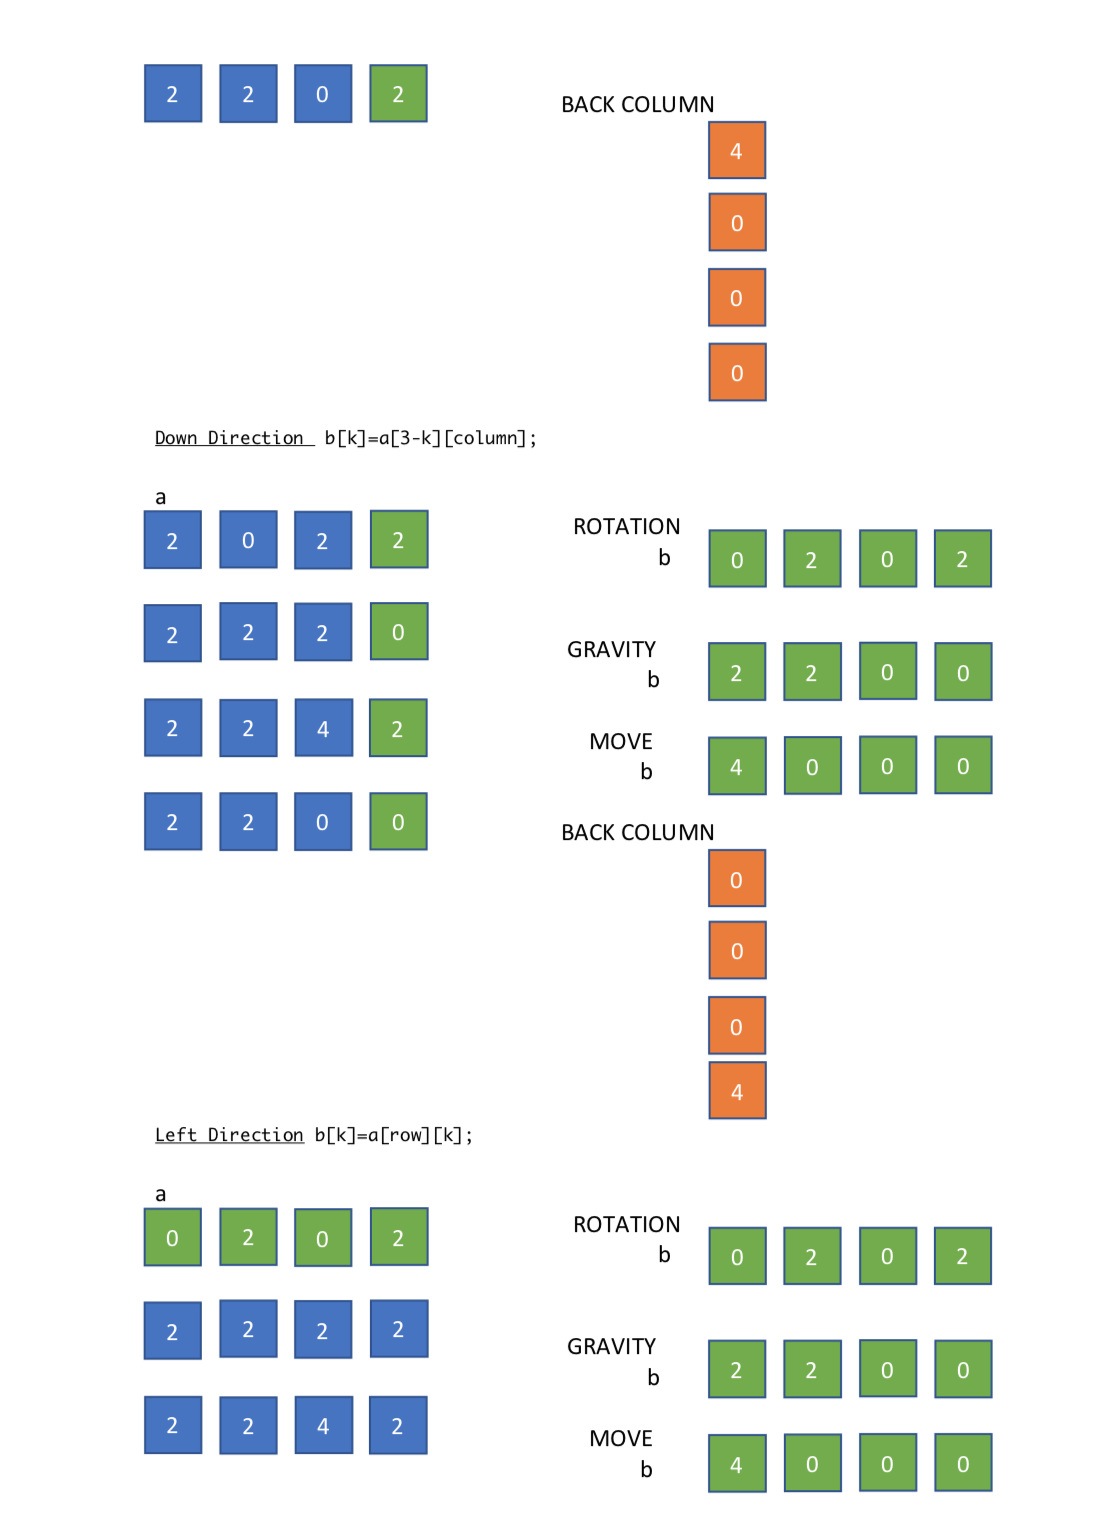 2 2 0 2
BACK COLUMN
4
0
0
0
Down Direction b[k]=a[3-k][column];
a
2 0 2 2
2 2 2 0
2 2 4 2
2 2 0 0
ROTATION
b
0 2 0 2
GRAVITY
b
2 2 0 0
MOVE
b
4 0 0 0
BACK COLUMN
0
0
0
4
Left Direction b[k]=a[row][k];
a
0 2 0 2
2 2 2 2
2 2 4 2
ROTATION
b
0 2 0 2
GRAVITY
b
2 2 0 0
MOVE
b
4 0 0 0